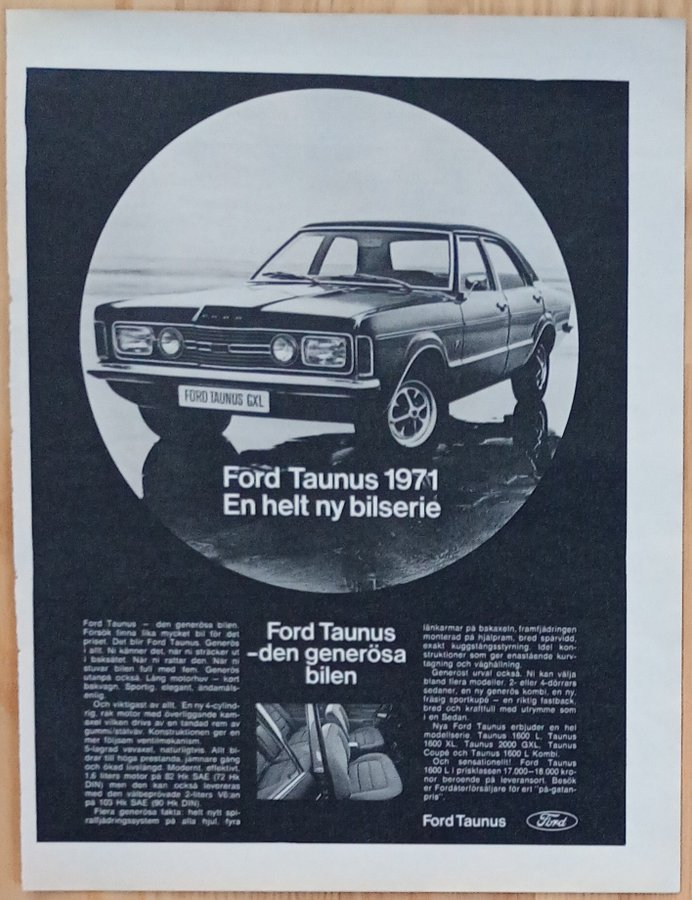 FORD
FORD TAUNUS GXL
Ford Taunus 1971
En helt ny bilserie
Ford Taunus – den generösa bilen.
Försök finna lika mycket bil för det
priset. Det blir Ford Taunus. Generös
i allt. Ni känner det, när ni sträcker ut
i baksätet. När ni rattar den. När ni
stuvar bilen full med fem. Generös
utanpå också. Lång motorhuv – kort
bakvagn. Sportig, elegant, ändamåls-
enlig.
Och viktigast av allt. En ny 4-cylind-
rig, rak motor med överliggande kam-
axel vilken drivs av en tandad rem av
gummi/stålväv. Konstruktionen ger en
mer följsam ventilmekanism.
5-lagrad vevaxel, naturligtvis. Allt bi-
drar till höga prestanda, jämnare gång
och ökad livslängd. Modernt, effektivt.
1,6 liters motor på 82 Hk SAE (72 Hk
DIN) men den kan också levereras
med den välbeprövade 2-liters V6:an
på 103 Hk SAE (90 Hk DIN).
Flera generösa fakta: helt nytt spi-
ralfjädringssystem på alla hjul, fyra
Ford Taunus
-den generösa
bilen
länkarmar på bakaxeln, framfjädringen
monterad på hjälpram, bred spårvidd,
exakt kuggstångsstyrning. Idel kon-
struktioner som ger enastående kurv-
tagning och väghållning.
Generöst urval också. Ni kan välja
bland flera modeller. 2- eller 4-dörrars
sedaner, en ny generös kombi, en ny,
fräsig sportkupé – en riktig fastback,
bred och kraftfull med utrymme som
i en Sedan.
Nya Ford Taunus erbjuder en hel
modellserie. Taunus 1600 L, Taunus
1600 XL, Taunus 2000 GXL, Taunus
Coupé och Taunus 1600 L Kombi.
Och sensationellt! Ford Taunus
1600 L i prisklassen 17.000–18.000 kro-
nor beroende på leveransort. Besök
er Fordåterförsäljare för ert "på-gatan-
pris".
Ford Taunus
Ford